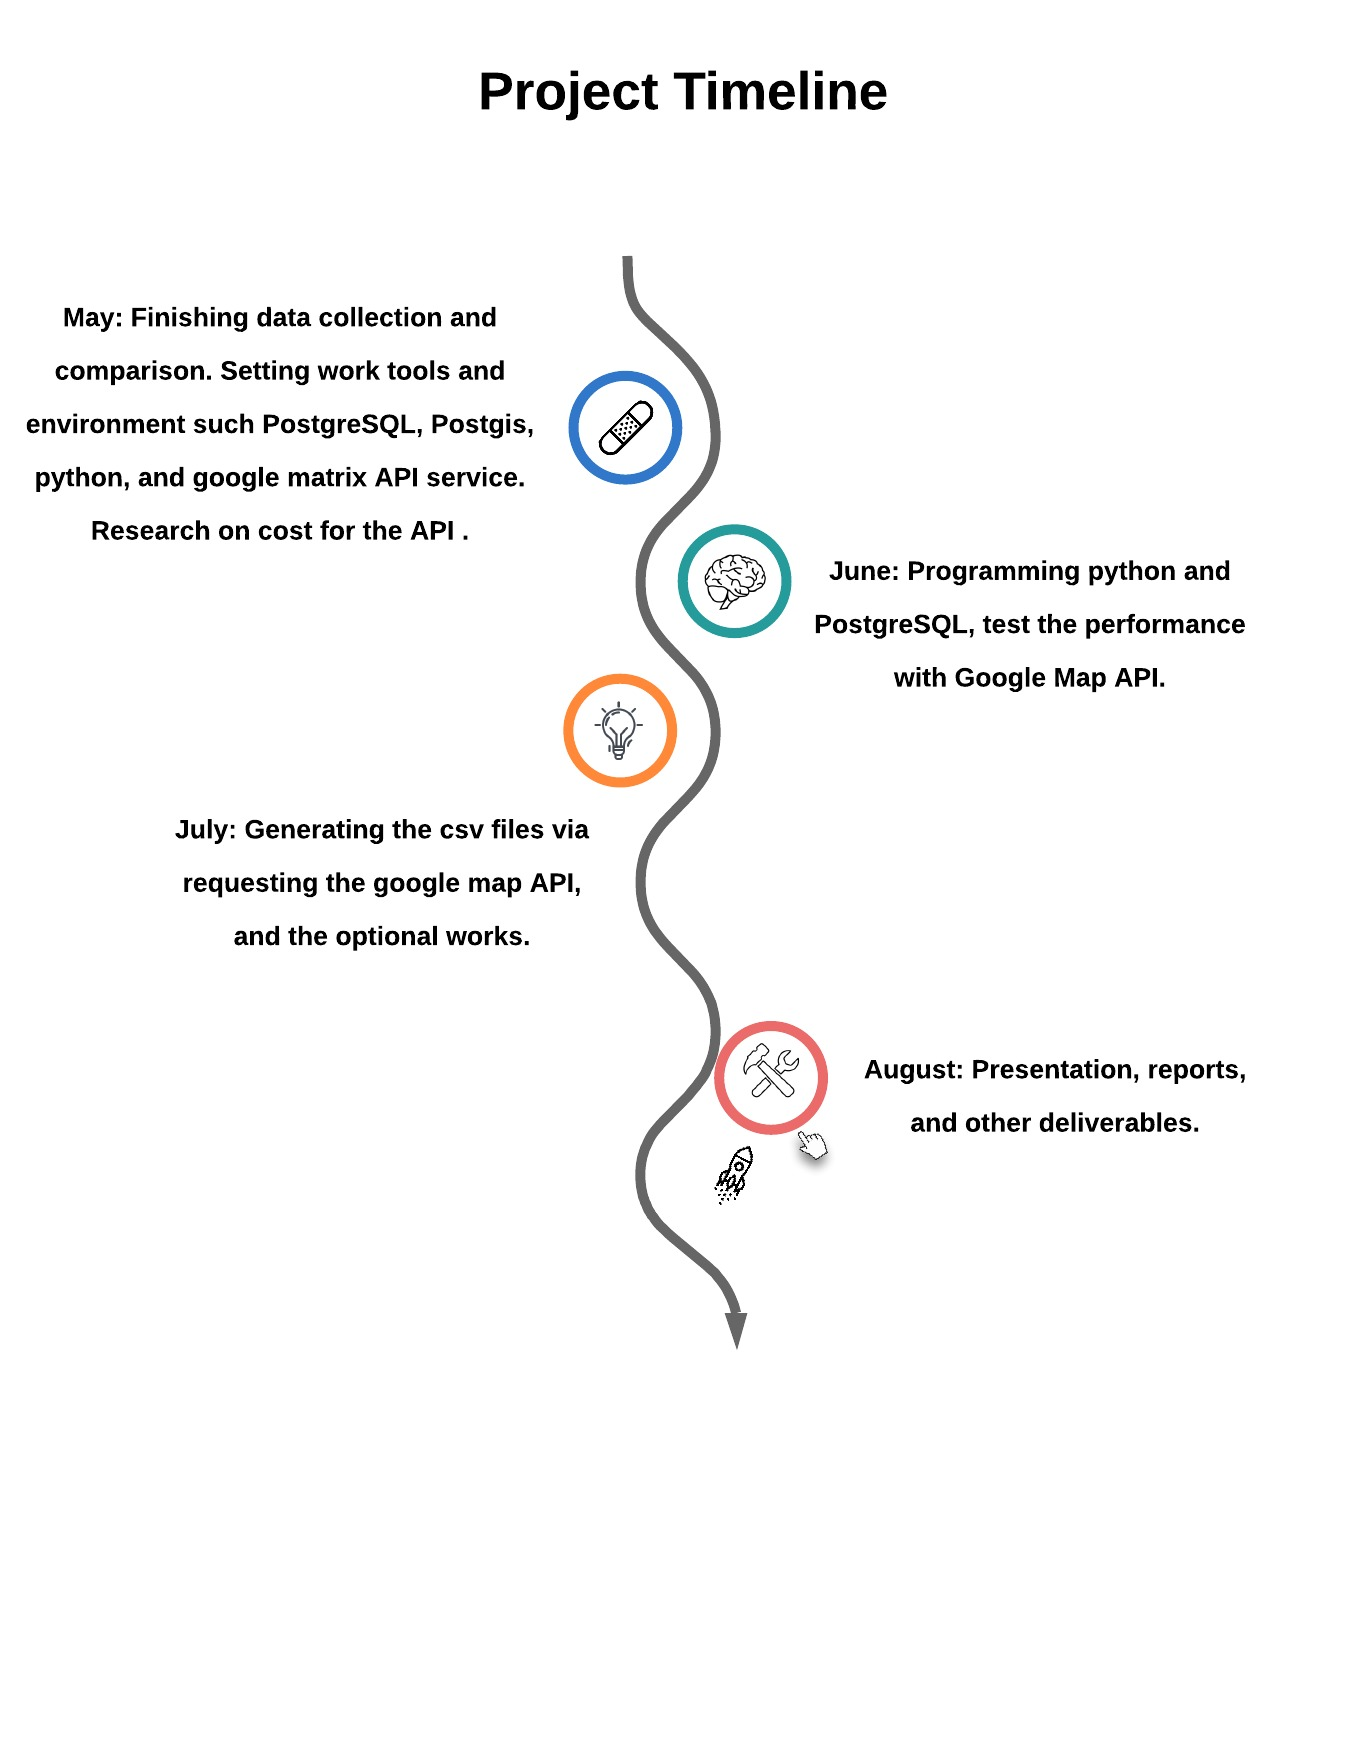 Project Timeline
May: Finishing data collection and
comparison. Setting work tools and
environment such PostgreSQL, Postgis,
python, and google matrix API service.
Research on cost for the API .
June: Programming python and
PostgreSQL, test the performance
with Google Map API.
July: Generating the csv files via
requesting the google map API,
and the optional works.
August: Presentation, reports,
and other deliverables.